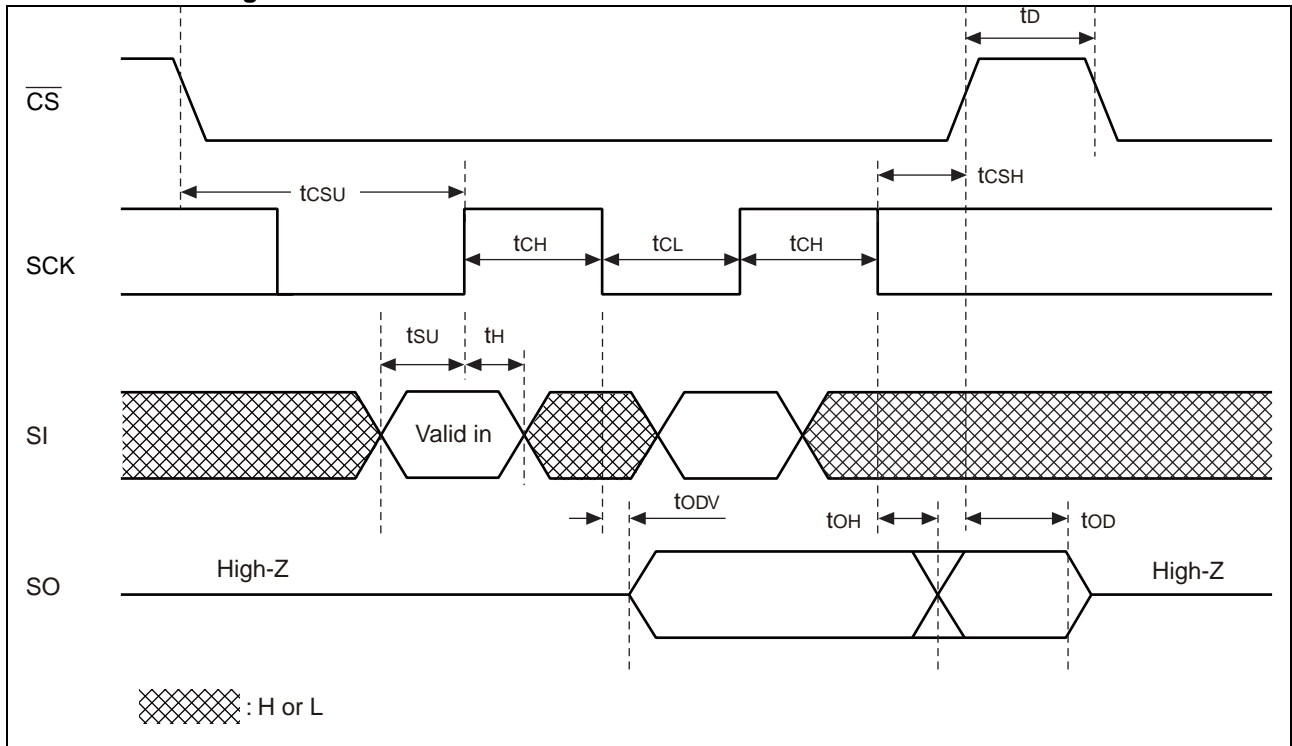 tD
CS
tCSU
tCSH
tCH
tCL
tCH
SCK
tSU
tH
SI
Valid in
tODV
tOH
tOD
High-Z
High-Z
SO
: H or L